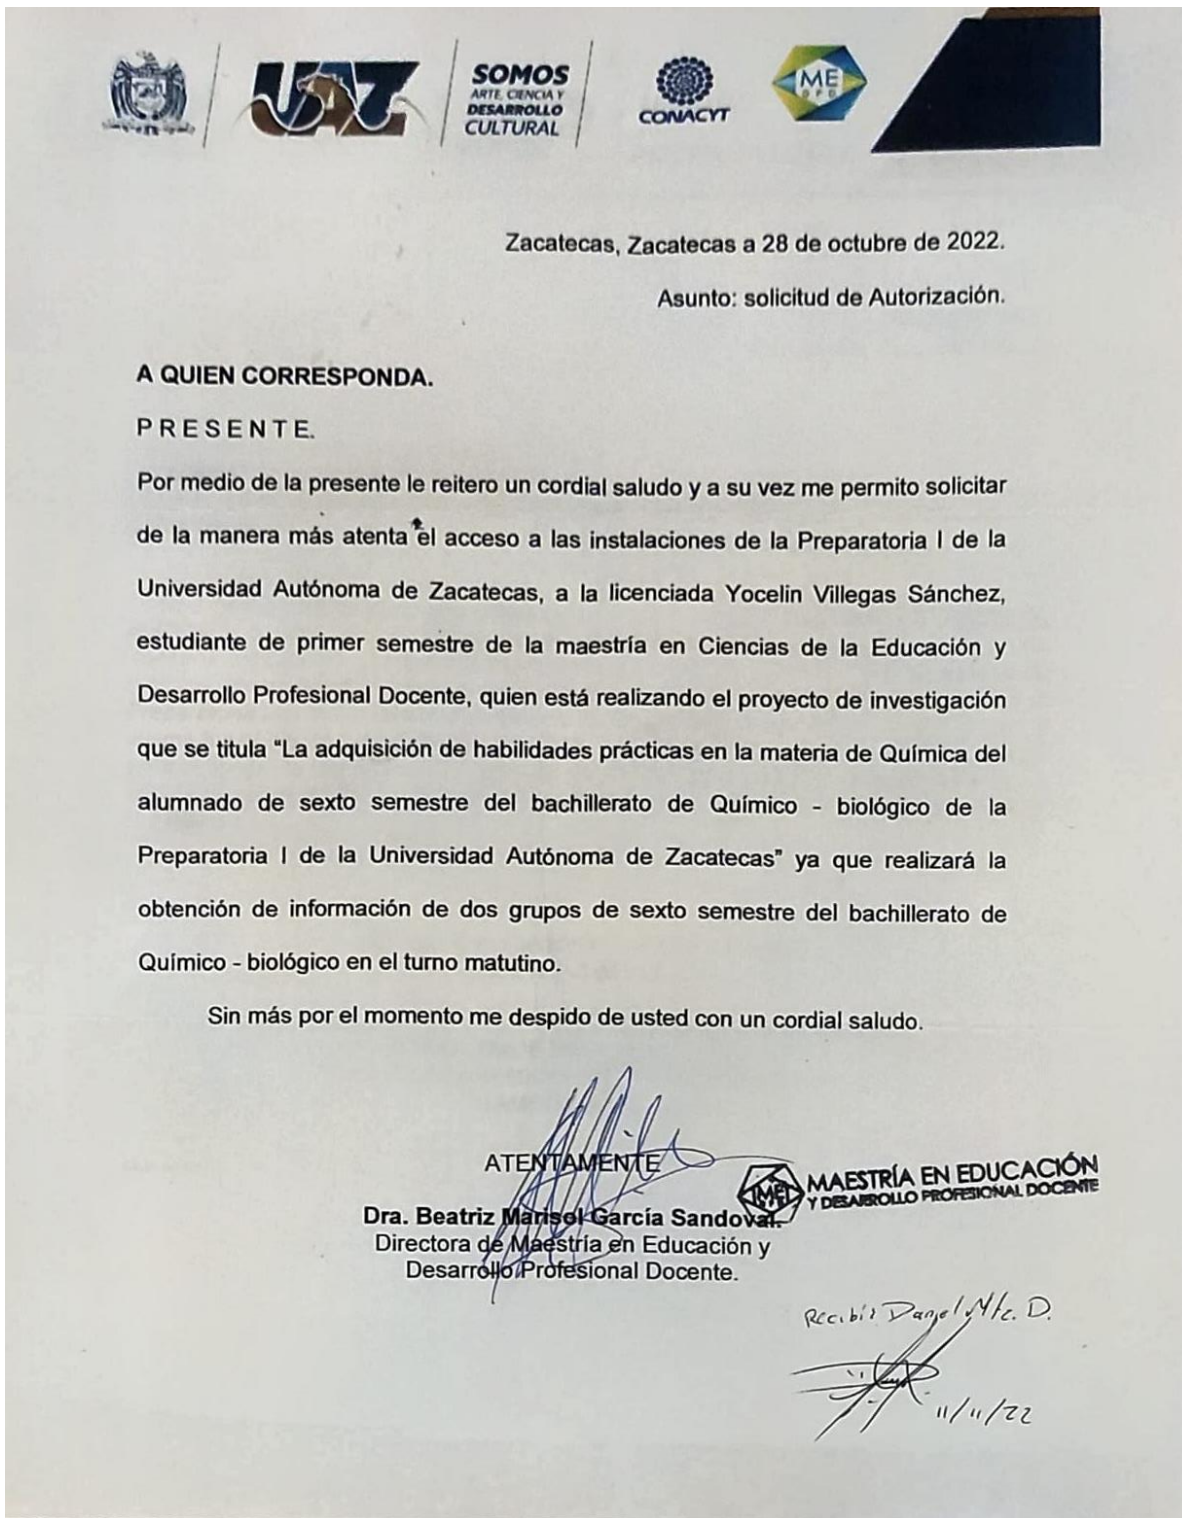 UAZ
SOMOS
ARTE, CIENCIA Y
DESARROLLO
CULTURAL
CONACYT
ME
DPD
Zacatecas, Zacatecas a 28 de octubre de 2022.
Asunto: solicitud de Autorización.
A QUIEN CORRESPONDA.
P R E S E N T E.
Por medio de la presente le reitero un cordial saludo y a su vez me permito solicitar
de la manera más atenta el acceso a las instalaciones de la Preparatoria I de la
Universidad Autónoma de Zacatecas, a la licenciada Yocelin Villegas Sánchez,
estudiante de primer semestre de la maestría en Ciencias de la Educación y
Desarrollo Profesional Docente, quien está realizando el proyecto de investigación
que se titula “La adquisición de habilidades prácticas en la materia de Química del
alumnado de sexto semestre del bachillerato de Químico - biológico de la
Preparatoria I de la Universidad Autónoma de Zacatecas” ya que realizará la
obtención de información de dos grupos de sexto semestre del bachillerato de
Químico - biológico en el turno matutino.
Sin más por el momento me despido de usted con un cordial saludo.
ATENTAMENTE
MAESTRÍA EN EDUCACIÓN
Y DESARROLLO PROFESIONAL DOCENTE
Dra. Beatriz Marisol García Sandoval.
Directora de Maestría en Educación y
Desarrollo Profesional Docente.
Daniel Mtz. D.
11/11/22